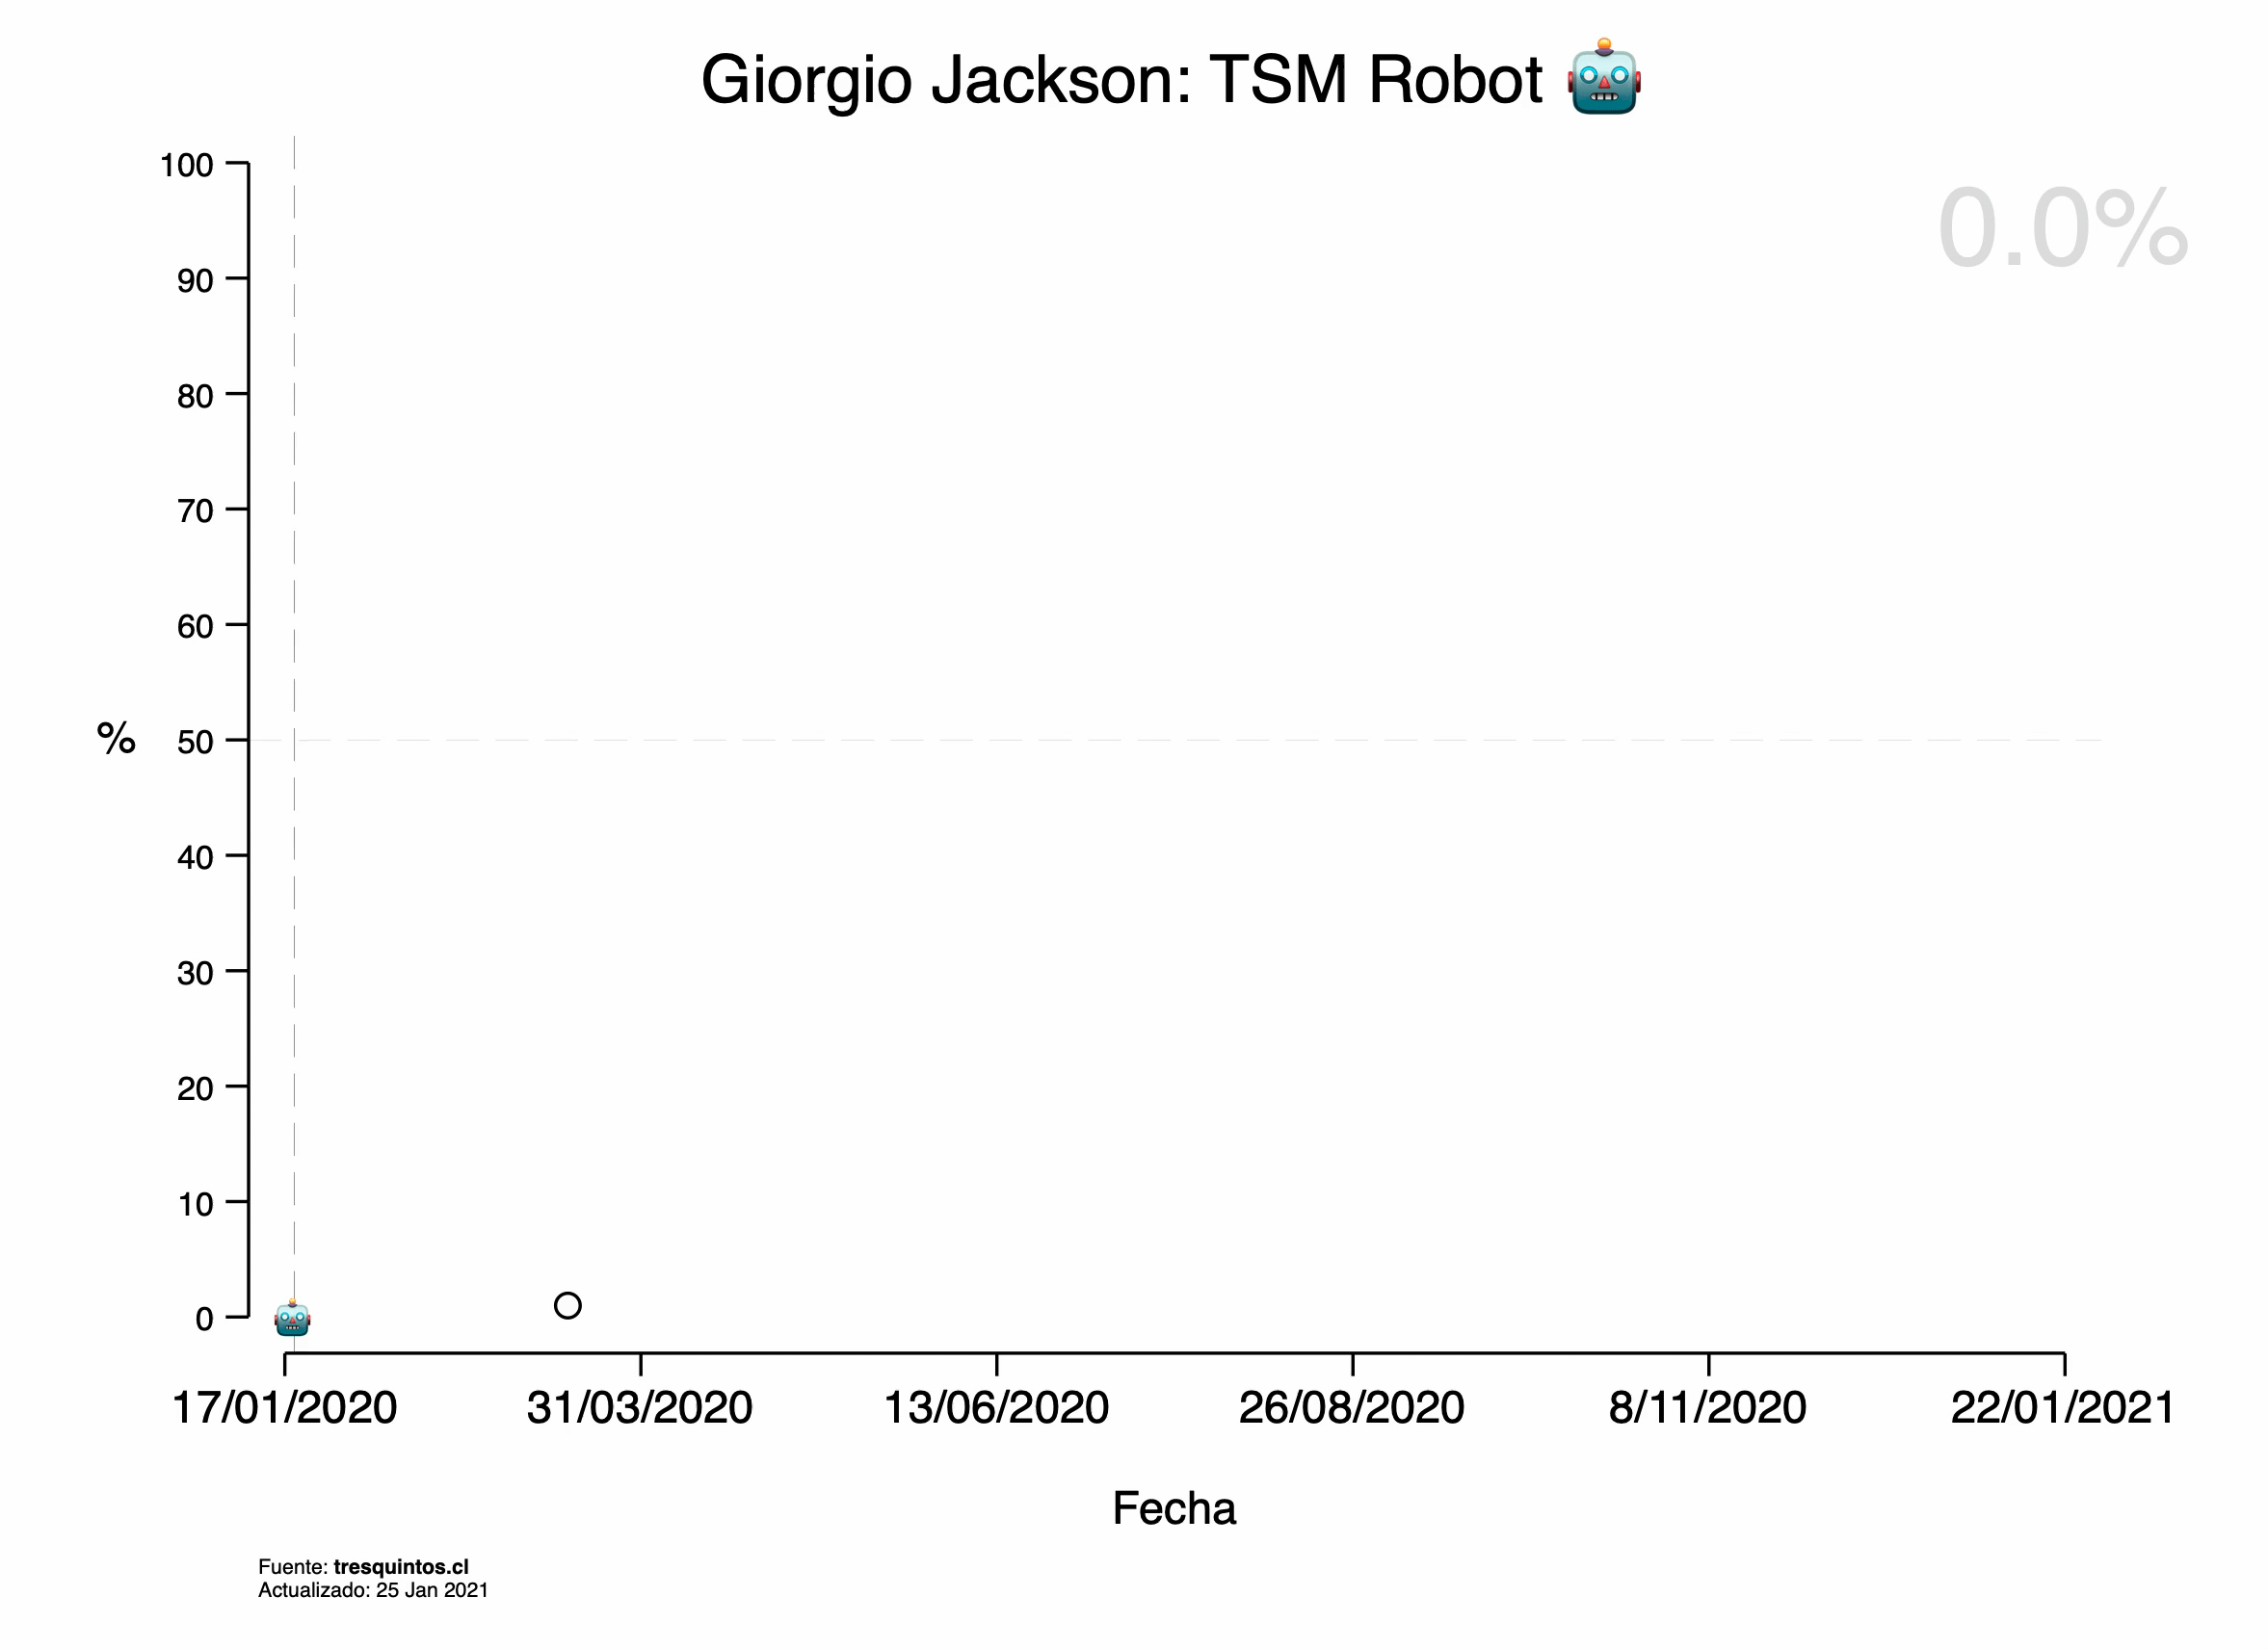 Giorgio Jackson: TSM Robot 🤖
0.0%
100
90
80
70
60
50
40
30
20
10
0
%
17/01/2020 31/03/2020 13/06/2020 26/08/2020 8/11/2020 22/01/2021
Fecha
Fuente: tresquintos.cl
Actualizado: 25 Jan 2021